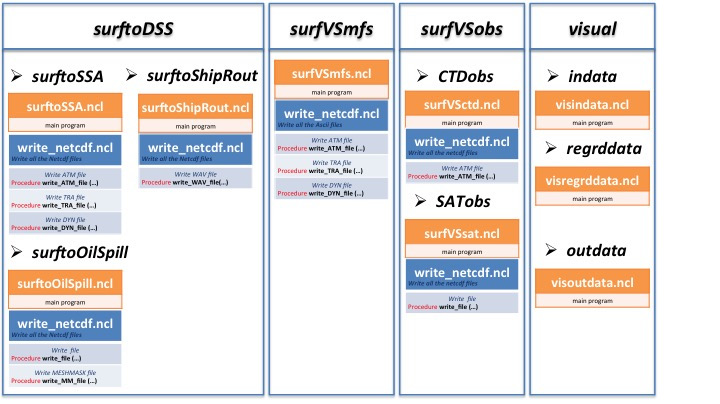 surftoDSS
surftoSSA
surftoSSA.ncl
main program
write_netcdf.ncl
Write all the Netcdf files
Write ATM file
Procedure write_ATM_file (...)
Write TRA file
Procedure write_TRA_file (...)
Write DYN file
Procedure write_DYN_file (...)
surftoShipRout
surftoShipRout.ncl
main program
write_netcdf.ncl
Write all the Netcdf files
Write WAV file
Procedure write_WAV_file(...)
surftoOilSpill
surftoOilSpill.ncl
main program
write_netcdf.ncl
Write all the Netcdf files
Write file
Procedure write_file (...)
Write MESHMASK file
Procedure write_MM_file (...)
surfVSmfs
surfVSmfs.ncl
main program
write_netcdf.ncl
Write all the Ascii files
Write ATM file
Procedure write_ATM_file (...)
Write TRA file
Procedure write_TRA_file (...)
Write DYN file
Procedure write_DYN_file (...)
surfVSobs
CTDobs
surfVSctd.ncl
main program
write_netcdf.ncl
Write all the netcdf files
Write ATM file
Procedure write_ATM_file (...)
SATobs
surfVSsat.ncl
main program
write_netcdf.ncl
Write all the netcdf files
Write file
Procedure write_file (...)
visual
indata
visindata.ncl
main program
regrddata
visregrddata.ncl
main program
outdata
visoutdata.ncl
main program